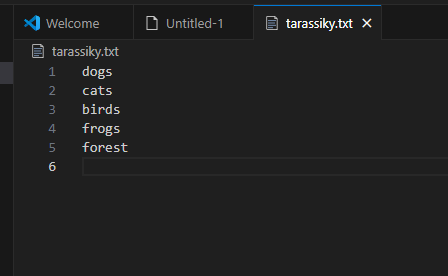 Welcome Untitled-1 tarassiky.txt
tarassiky.txt
1 dogs
2 cats
3 birds
4 frogs
5 forest
6